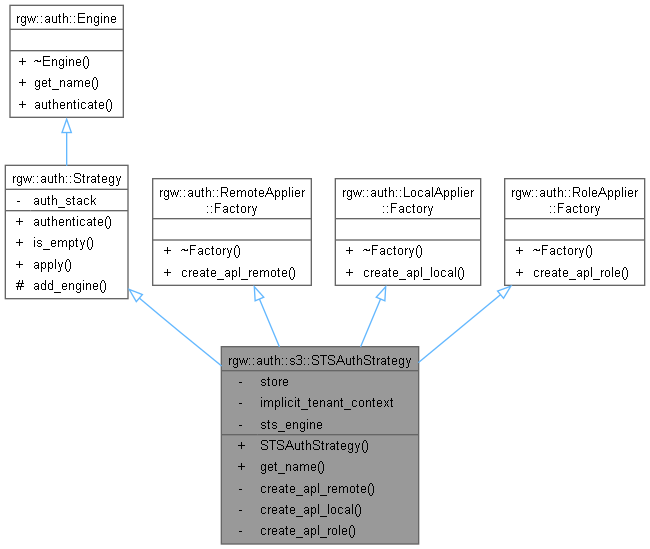 rgw::auth::Engine
+ ~Engine()
+ get_name()
+ authenticate()
rgw::auth::Strategy
- auth_stack
+ authenticate()
+ is_empty()
+ apply()
# add_engine()
rgw::auth::RemoteApplier
::Factory
+ ~Factory()
+ create_apl_remote()
rgw::auth::LocalApplier
::Factory
+ ~Factory()
+ create_apl_local()
rgw::auth::RoleApplier
::Factory
+ ~Factory()
+ create_apl_role()
rgw::auth::s3::STSAuthStrategy
- store
- implicit_tenant_context
- sts_engine
+ STSAuthStrategy()
+ get_name()
- create_apl_remote()
- create_apl_local()
- create_apl_role()